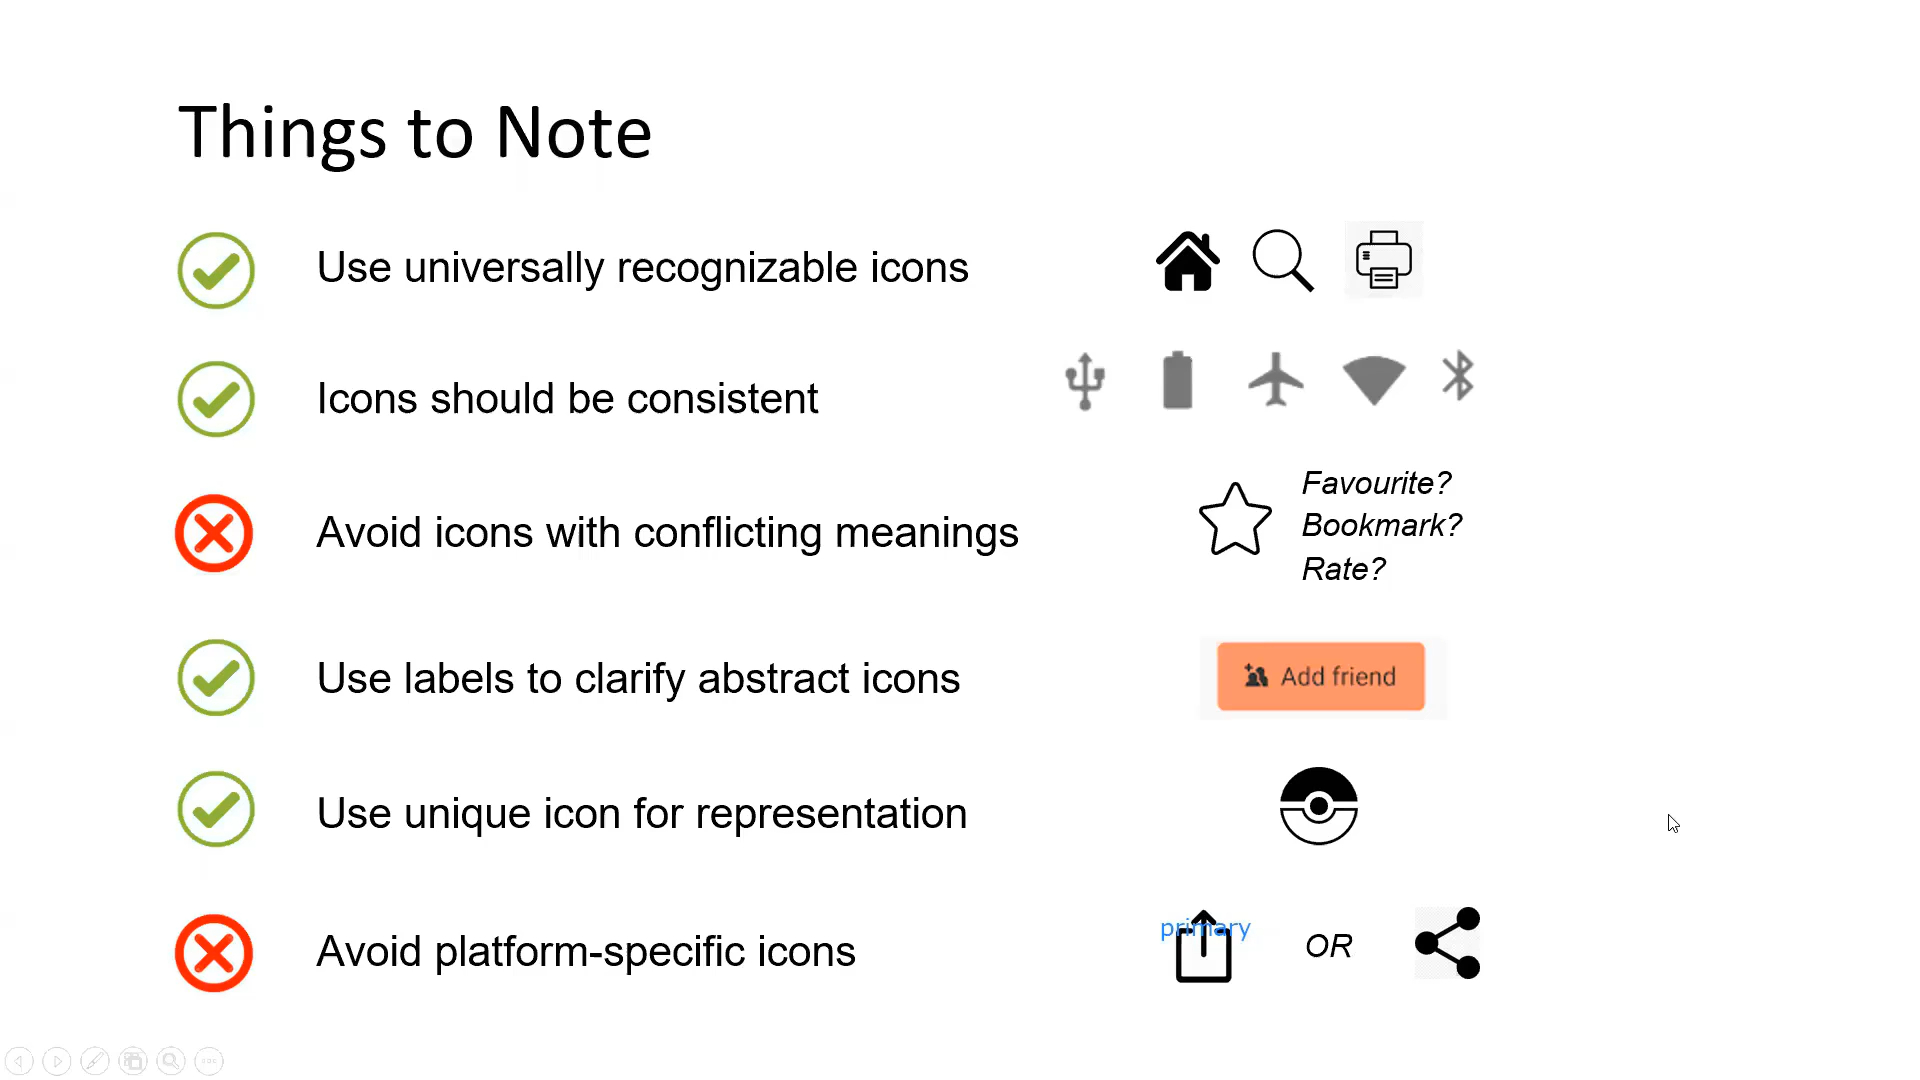 Things to Note
Use universally recognizable icons
Icons should be consistent
Avoid icons with conflicting meanings
Favourite?
Bookmark?
Rate?
Use labels to clarify abstract icons
Add friend
Use unique icon for representation
Avoid platform-specific icons
primary
OR